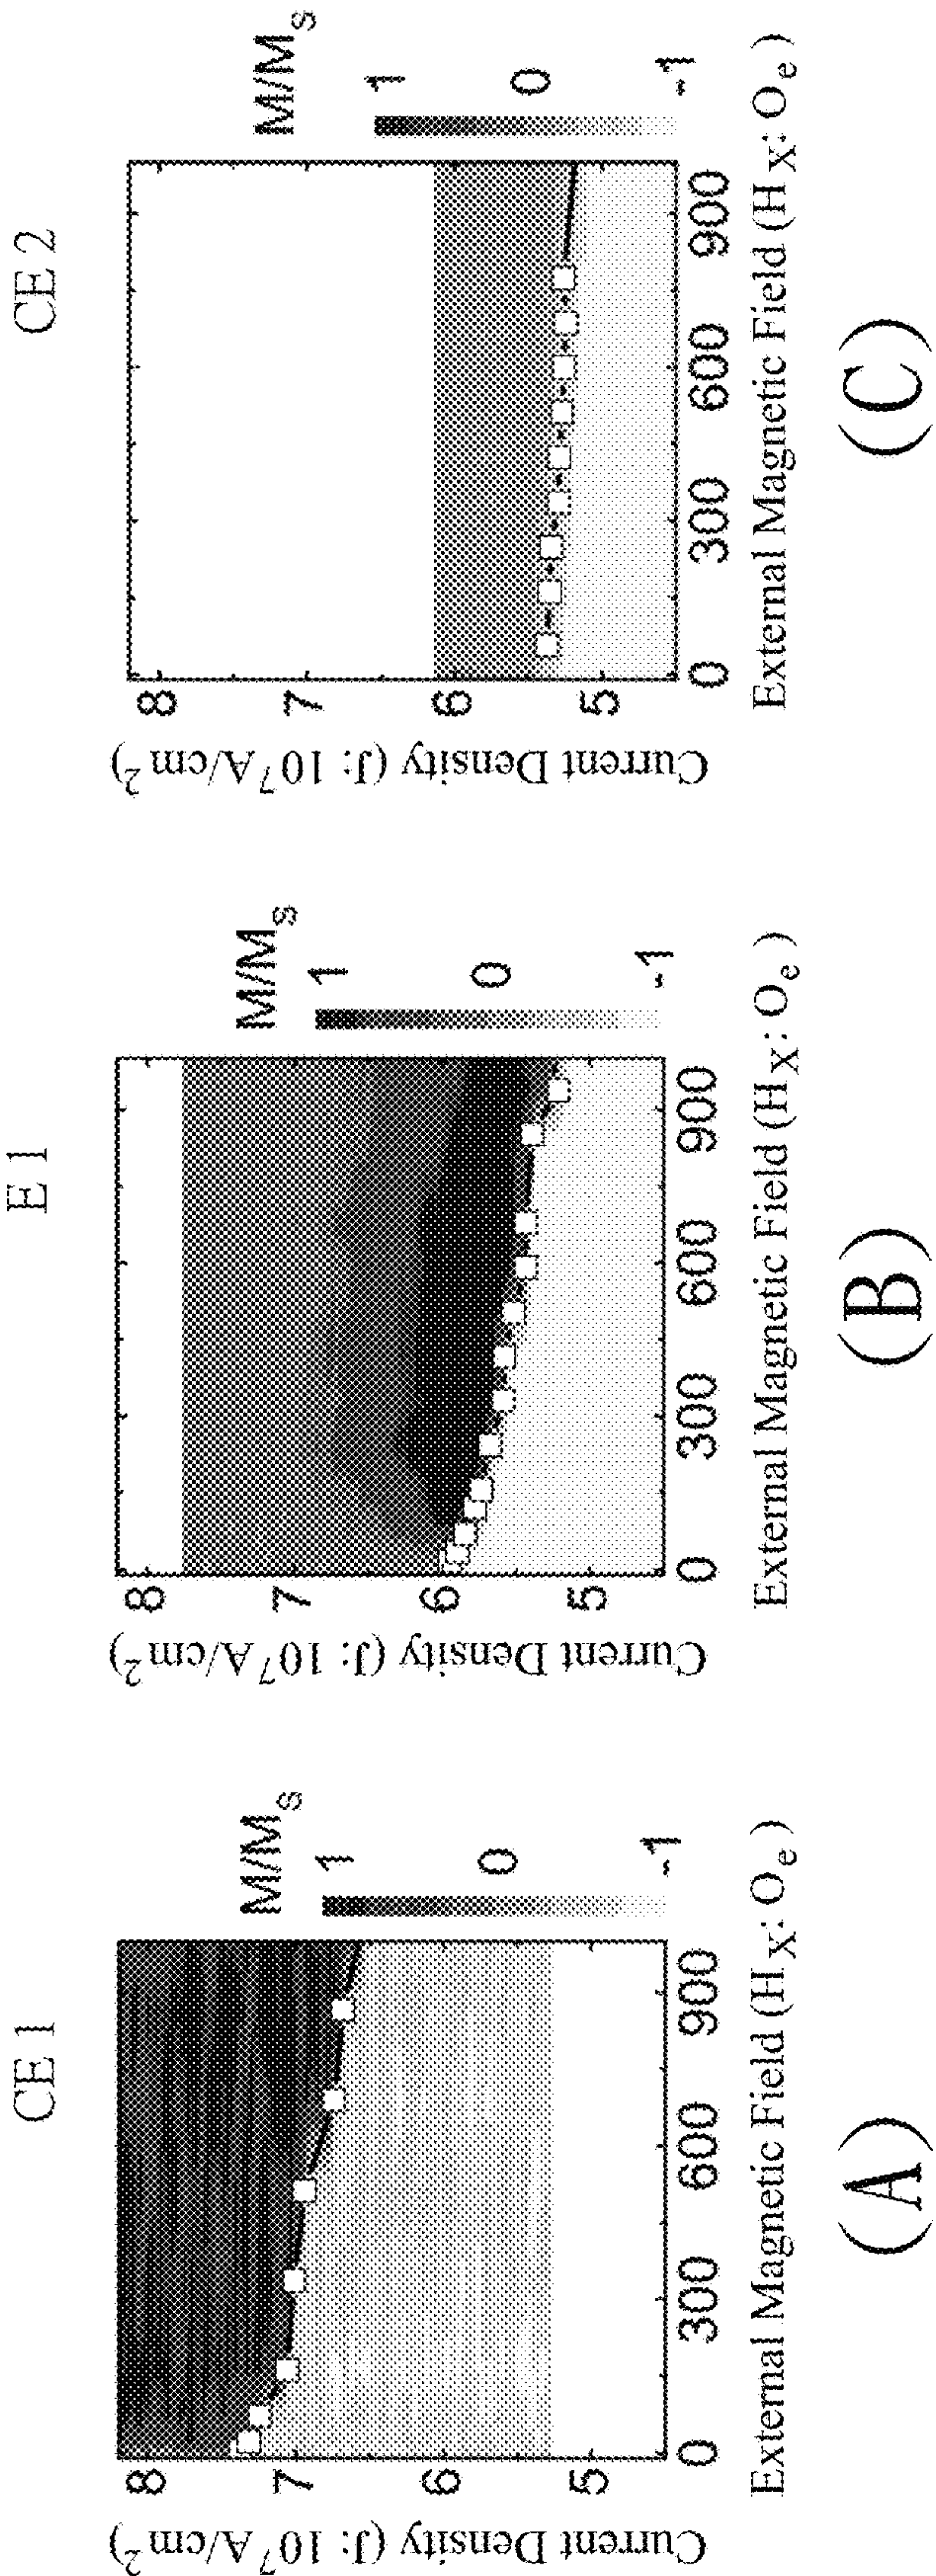 CE 1
M/Ms
1
0
-1
8
7
6
5
0
300
600
900
Current Density (J: 10⁷A/cm²)
External Magnetic Field (Hₓ: Oₑ)
(A)
E 1
M/Ms
1
0
-1
8
7
6
5
0
300
600
900
Current Density (J: 10⁷A/cm²)
External Magnetic Field (Hₓ: Oₑ)
(B)
CE 2
M/Ms
1
0
-1
8
7
6
5
0
300
600
900
Current Density (J: 10⁷A/cm²)
External Magnetic Field (Hₓ: Oₑ)
(C)